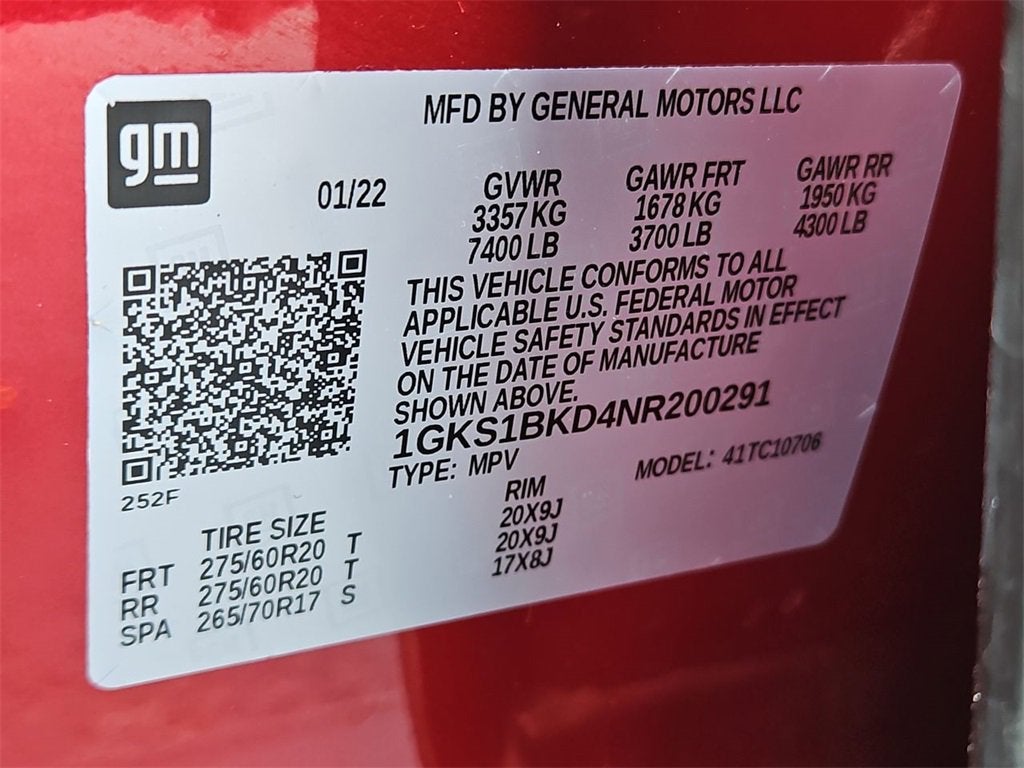 gm
MFD BY GENERAL MOTORS LLC
01/22
GVWR GAWR FRT GAWR RR
3357 KG 1678 KG 1950 KG
7400 LB 3700 LB 4300 LB
THIS VEHICLE CONFORMS TO ALL
APPLICABLE U.S. FEDERAL MOTOR
VEHICLE SAFETY STANDARDS IN EFFECT
ON THE DATE OF MANUFACTURE
SHOWN ABOVE.
1GKS1BKD4NR200291
TYPE: MPV MODEL: 41TC10706
252F
TIRE SIZE RIM
FRT 275/60R20 T 20X9J
RR 275/60R20 T 20X9J
SPA 265/70R17 S 17X8J